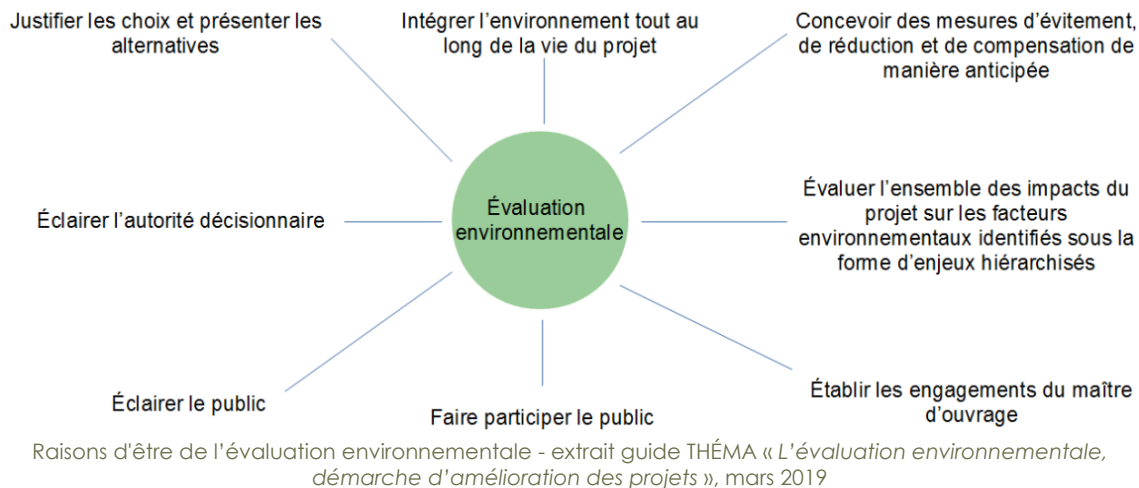 Justifier les choix et présenter les
alternatives
Intégrer l’environnement tout au
long de la vie du projet
Concevoir des mesures d’évitement,
de réduction et de compensation de
manière anticipée
Éclairer l’autorité décisionnaire
Évaluation
environnementale
Évaluer l’ensemble des impacts du
projet sur les facteurs
environnementaux identifiés sous la
forme d’enjeux hiérarchisés
Éclairer le public
Faire participer le public
Établir les engagements du maître
d’ouvrage
Raisons d'être de l’évaluation environnementale - extrait guide THÉMA « L’évaluation environnementale,
démarche d’amélioration des projets », mars 2019